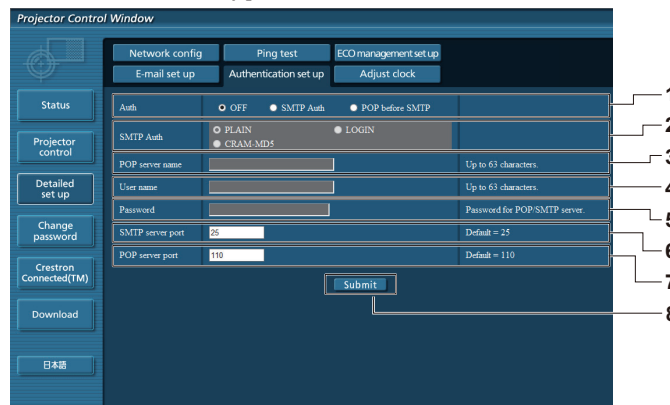 Projector Control Window
Network config
Ping test
ECO management set up
E-mail set up
Authentication set up
Adjust clock
Status
Projector
control
Detailed
set up
Change
password
Crestron
Connected(TM)
Download
日本語
Auth
OFF
SMTP Auth
POP before SMTP
1
SMTP Auth
PLAIN
LOGIN
CRAM-MD5
2
POP server name
Up to 63 characters.
3
User name
Up to 63 characters.
4
Password
Password for POP/SMTP server.
5
SMTP server port
25
Default = 25
6
POP server port
110
Default = 110
7
Submit
8